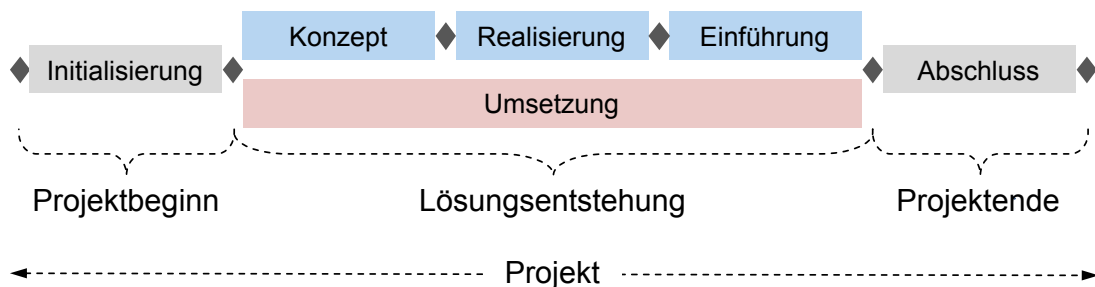 Konzept Realisierung Einführung
Initialisierung Abschluss
Umsetzung
Projektbeginn Lösungsentstehung Projektende
Projekt